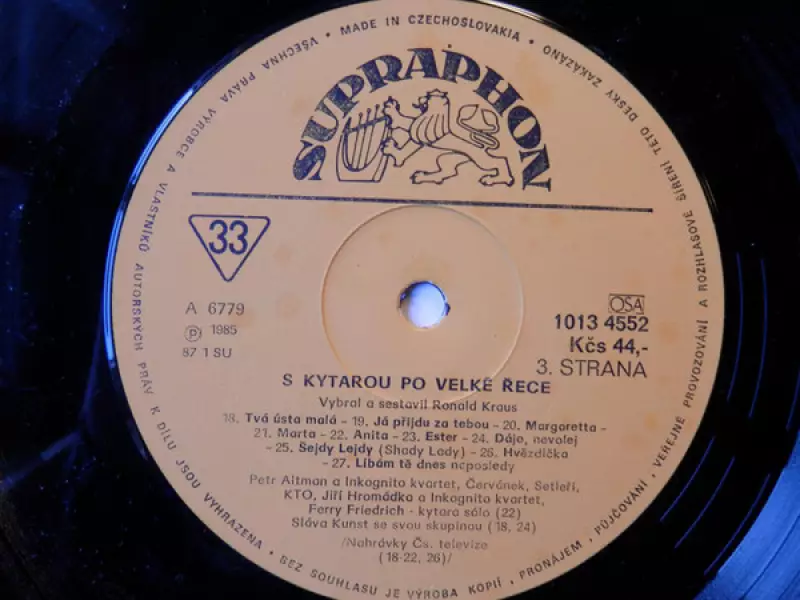 • MADE IN CZECHOSLOVAKIA •
VŠECHNA PRÁVA VÝROBCE A VLASTNÍKŮ AUTORSKÝCH PRÁV K DÍLU JSOU VYHRAZENA • BEZ SOUHLASU JE VÝROBA KOPIÍ, PRONÁJEM, PŮJČOVÁNÍ, VEŘEJNÉ PROVOZOVÁNÍ A ROZHLASOVÉ ŠÍŘENÍ TÉTO DESKY ZAKÁZÁNO
SUPRAPHON
33
A 6779
Ⓟ 1985
87 1 SU
OSA
1013 4552
Kčs 44,-
3. STRANA
S KYTAROU PO VELKÉ ŘECE
Vybral a sestavil Ronald Kraus
18. Tvá ústa malá – 19. Já přijdu za tebou – 20. Margoretta –
21. Marta – 22. Anita – 23. Ester – 24. Dájo, nevolej
– 25. Šejdy Lejdy (Shady Lady) – 26. Hvězdička
– 27. Líbám tě dnes naposledy
Petr Altman a Inkognito kvartet, Červánek, Setleři,
KTO, Jiří Hromádka a Inkognito kvartet,
Ferry Friedrich - kytara sólo (22)
Sláva Kunst se svou skupinou (18, 24)
/Nahrávky Čs. televize
(18-22, 26)/